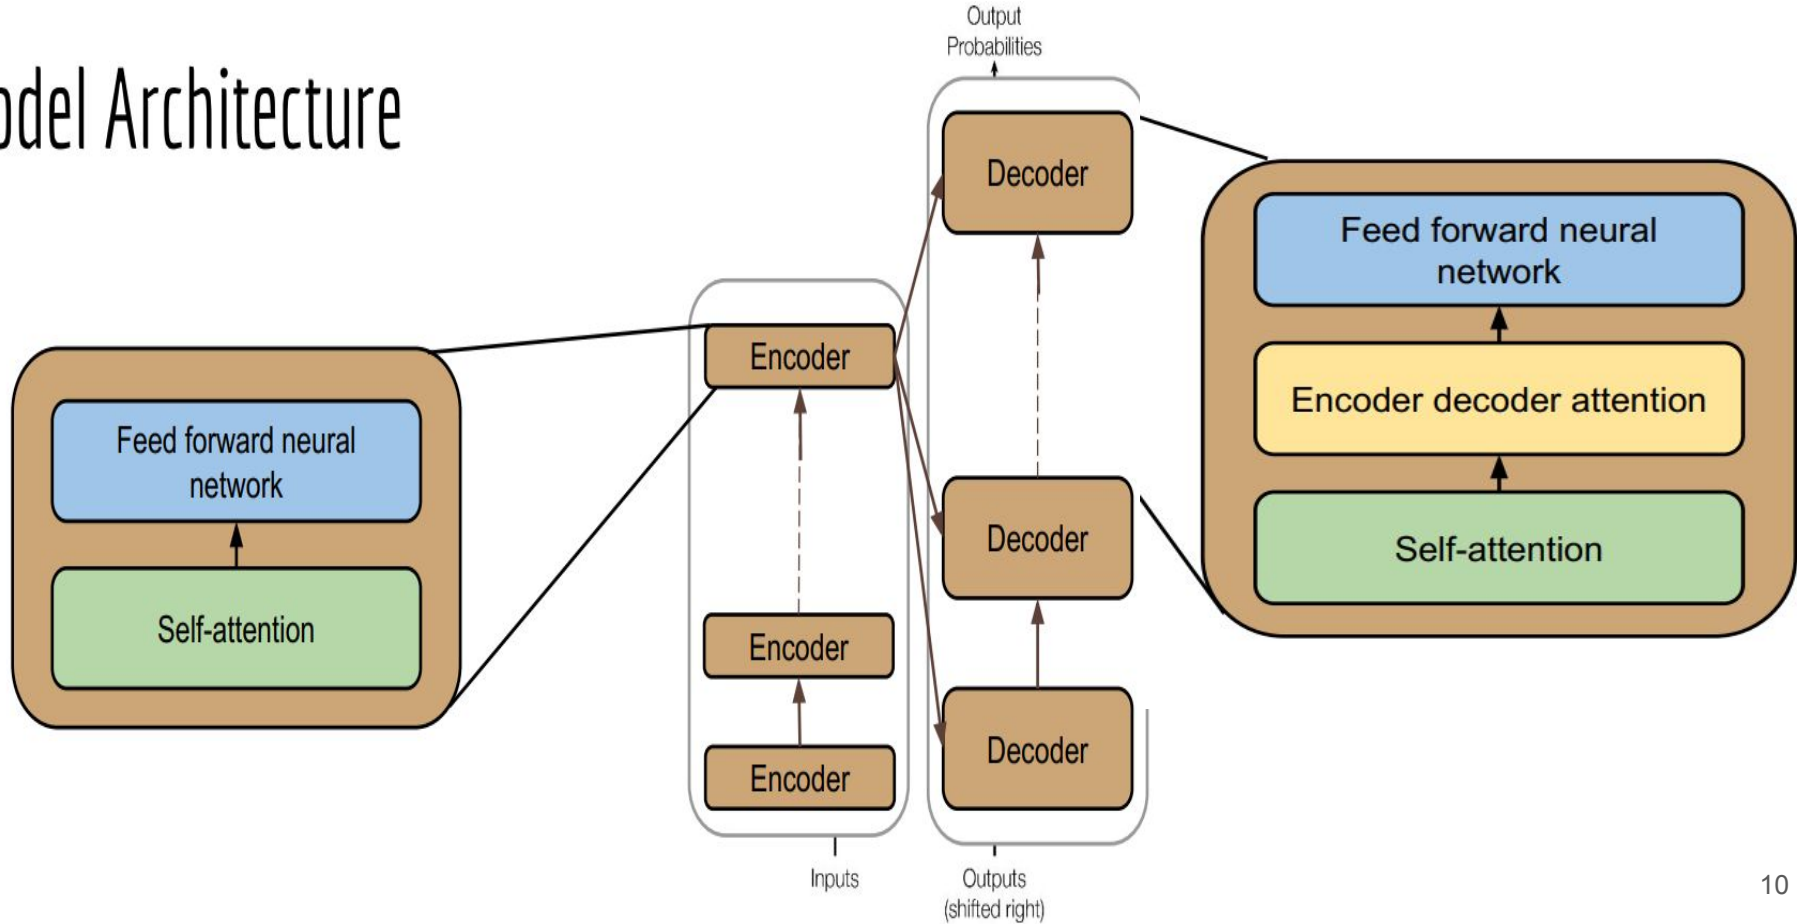 odel Architecture
Output
Probabilities
Decoder
Feed forward neural
network
Encoder decoder attention
Self-attention
Encoder
Feed forward neural
network
Self-attention
Decoder
Encoder
Decoder
Encoder
Inputs
Outputs
(shifted right)
10